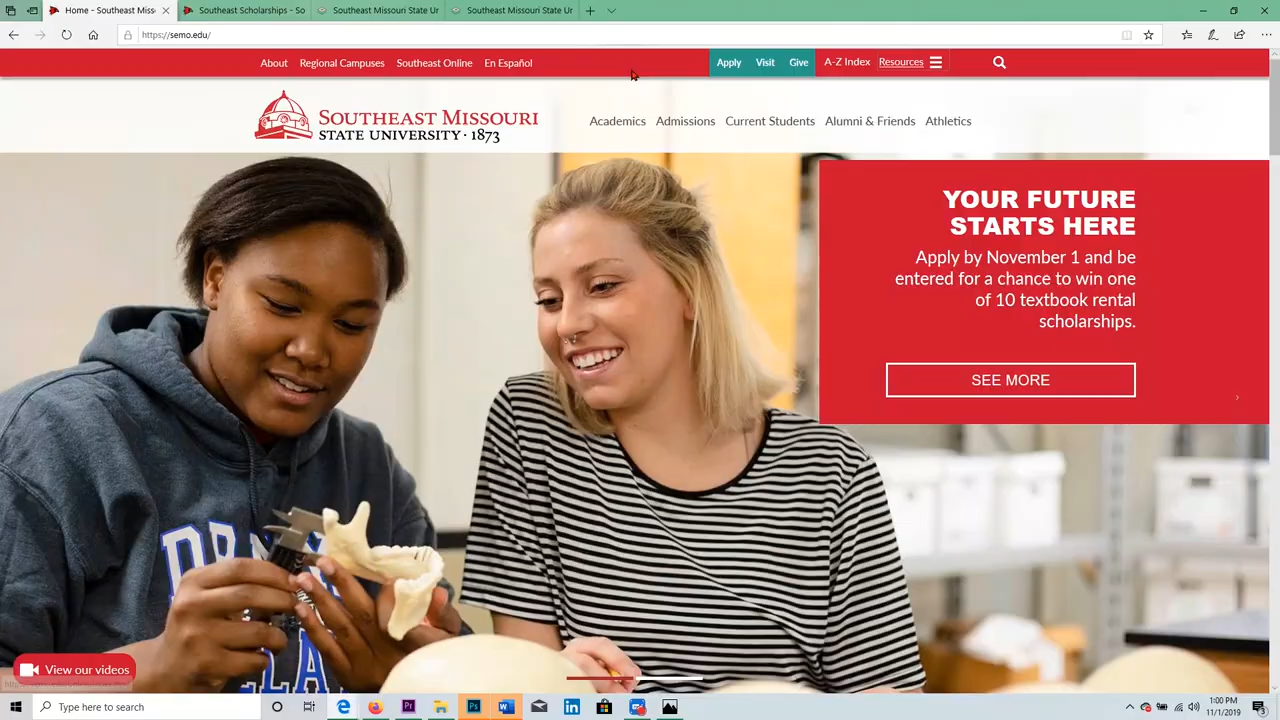 Home - Southeast Miss
Southeast Scholarships - So
Southeast Missouri State Ur
Southeast Missouri State Ur
https://semo.edu/
About Regional Campuses Southeast Online En Español
Apply Visit Give A-Z Index Resources
SOUTHEAST MISSOURI
STATE UNIVERSITY · 1873
Academics Admissions Current Students Alumni & Friends Athletics
YOUR FUTURE
STARTS HERE
Apply by November 1 and be
entered for a chance to win one
of 10 textbook rental
scholarships.
SEE MORE
View our videos
Type here to search
1:00 PM
11/1/2019